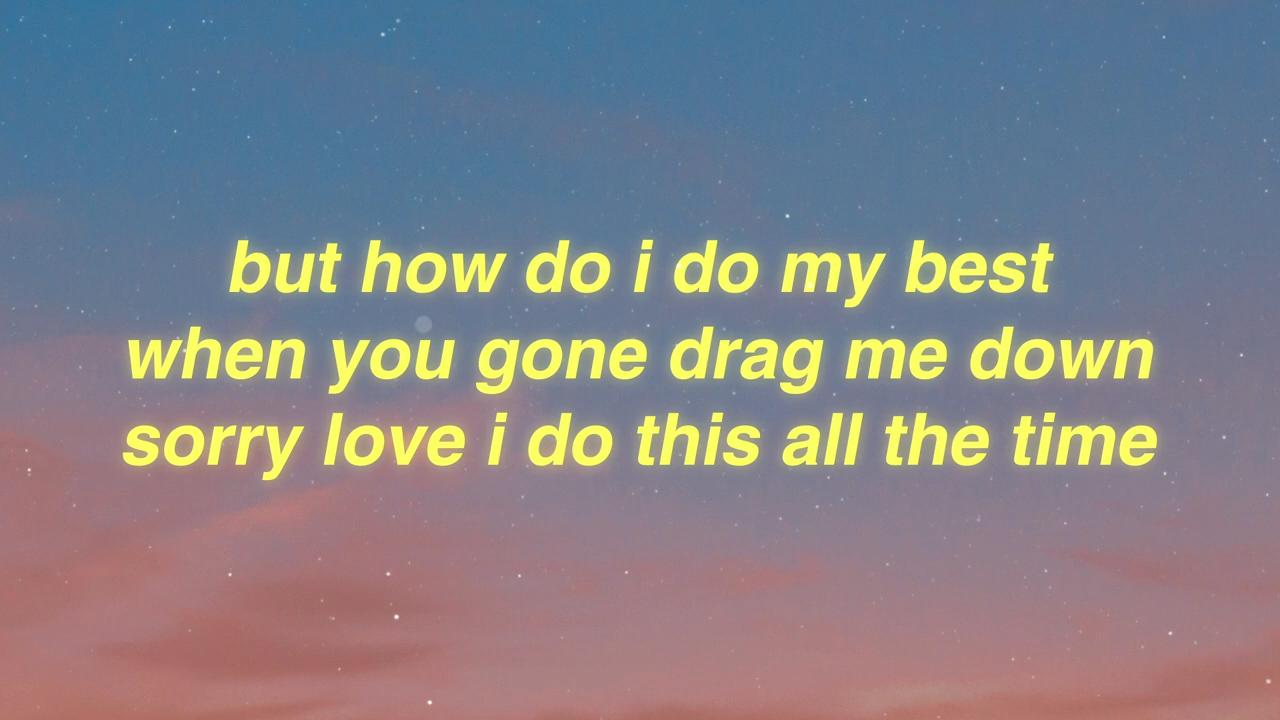 but how do i do my best
when you gone drag me down
sorry love i do this all the time